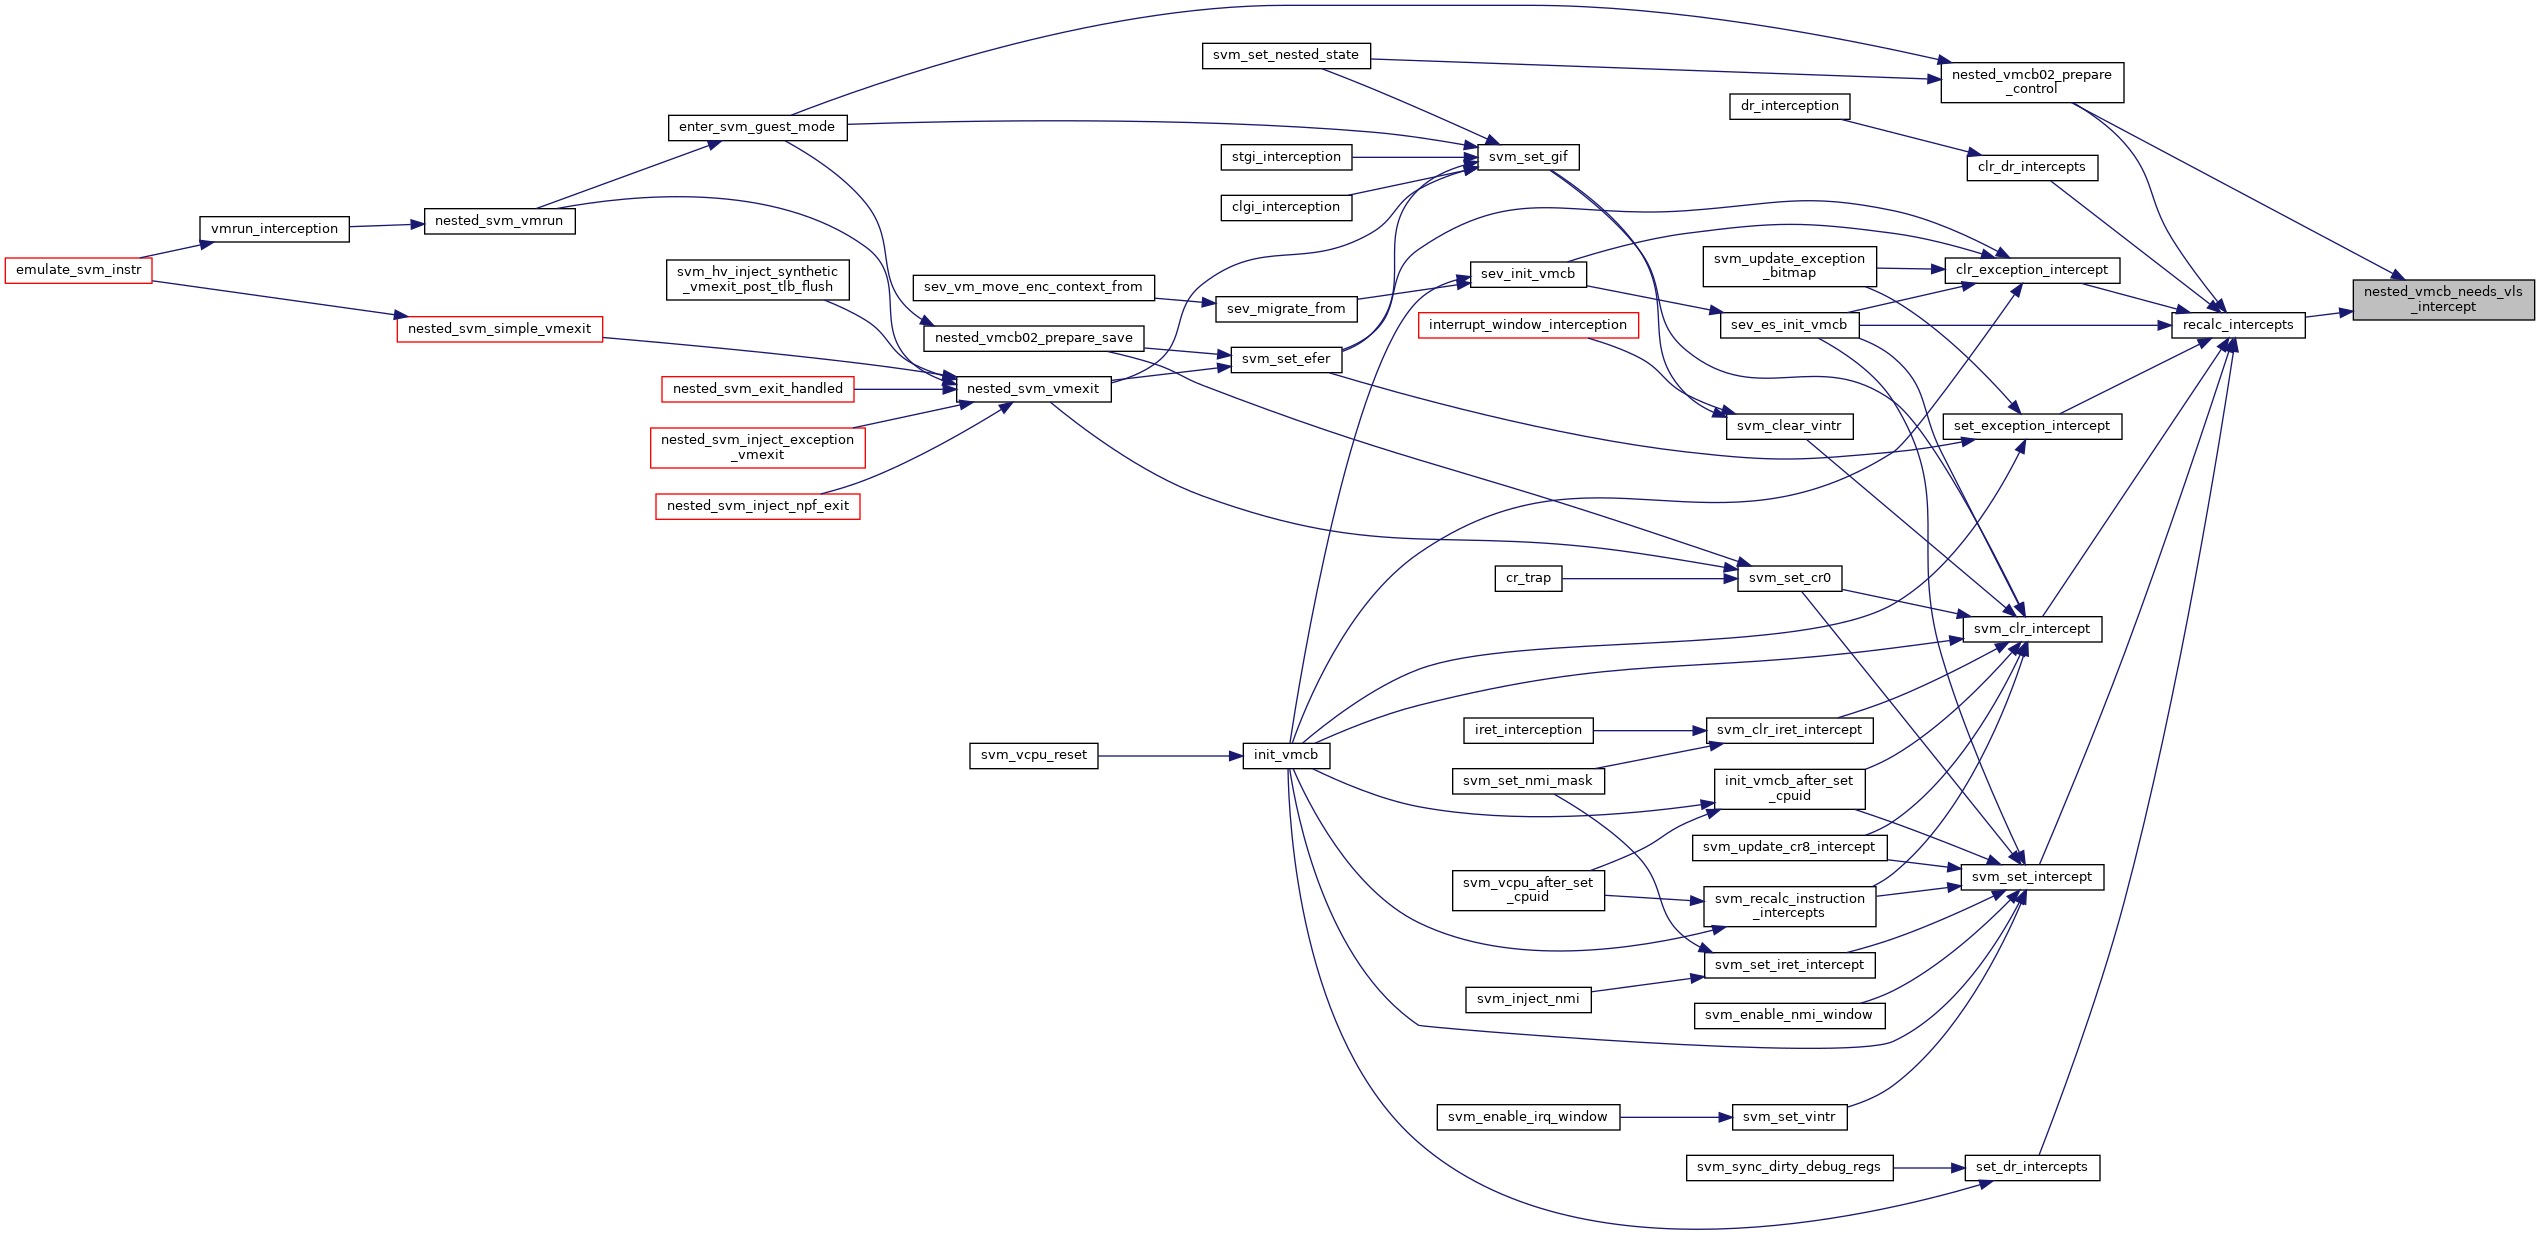 svm_set_nested_state
nested_vmcb02_prepare
_control
dr_interception
enter_svm_guest_mode
stgi_interception
svm_set_gif
clr_dr_intercepts
clgi_interception
nested_svm_vmrun
vmrun_interception
emulate_svm_instr
svm_hv_inject_synthetic
_vmexit_post_tlb_flush
sev_vm_move_enc_context_from
sev_init_vmcb
svm_update_exception
_bitmap
clr_exception_intercept
nested_vmcb_needs_vls
_intercept
sev_migrate_from
nested_svm_simple_vmexit
nested_vmcb02_prepare_save
interrupt_window_interception
sev_es_init_vmcb
recalc_intercepts
svm_set_efer
nested_svm_exit_handled
nested_svm_vmexit
nested_svm_inject_exception
_vmexit
svm_clear_vintr
set_exception_intercept
nested_svm_inject_npf_exit
cr_trap
svm_set_cr0
svm_clr_intercept
iret_interception
svm_clr_iret_intercept
svm_vcpu_reset
init_vmcb
svm_set_nmi_mask
init_vmcb_after_set
_cpuid
svm_update_cr8_intercept
svm_vcpu_after_set
_cpuid
svm_recalc_instruction
_intercepts
svm_set_intercept
svm_set_iret_intercept
svm_inject_nmi
svm_enable_nmi_window
svm_enable_irq_window
svm_set_vintr
svm_sync_dirty_debug_regs
set_dr_intercepts